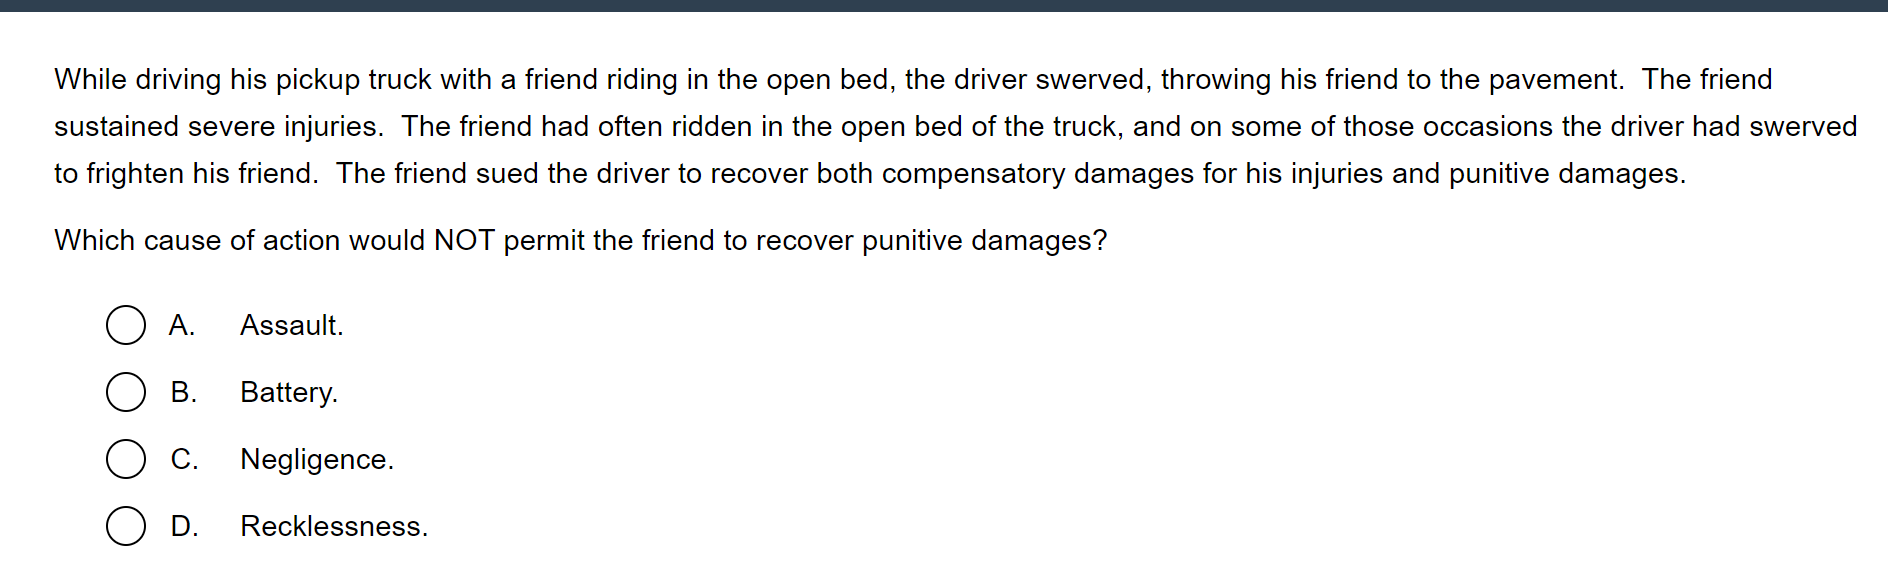 While driving his pickup truck with a friend riding in the open bed, the driver swerved, throwing his friend to the pavement.  The friend
sustained severe injuries.  The friend had often ridden in the open bed of the truck, and on some of those occasions the driver had swerved
to frighten his friend.  The friend sued the driver to recover both compensatory damages for his injuries and punitive damages.
Which cause of action would NOT permit the friend to recover punitive damages?
A. Assault.
B. Battery.
C. Negligence.
D. Recklessness.